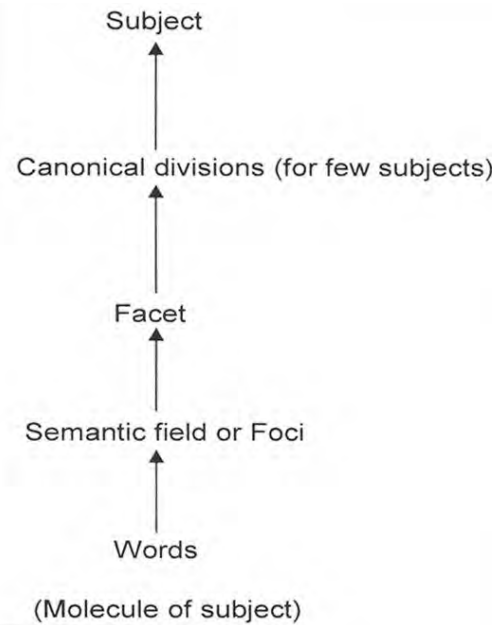 Subject
Canonical divisions (for few subjects)
Facet
Semantic field or Foci
Words
(Molecule of subject)